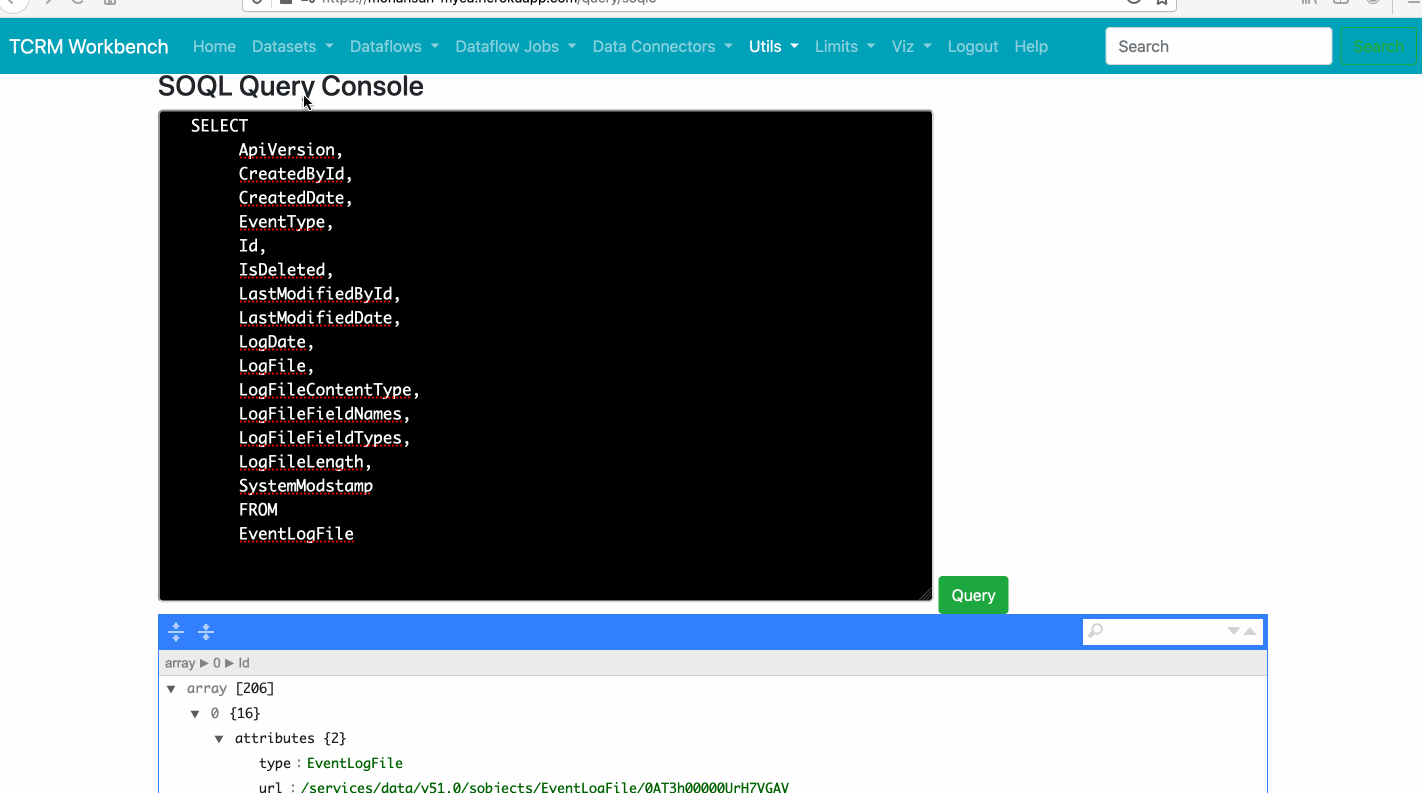 TCRM Workbench Home Datasets Dataflows Dataflow Jobs Data Connectors Utils Limits Viz Logout Help Search Search
SOQL Query Console
SELECT
ApiVersion,
CreatedById,
CreatedDate,
EventType,
Id,
IsDeleted,
LastModifiedById,
LastModifiedDate,
LogDate,
LogFile,
LogFileContentType,
LogFileFieldNames,
LogFileFieldTypes,
LogFileLength,
SystemModstamp
FROM
EventLogFile
Query
array ▶ 0 ▶ Id
array [206]
0 {16}
attributes {2}
type : EventLogFile
url : /services/data/v51.0/sobjects/EventLogFile/0AT3h00000UrH7VGAV